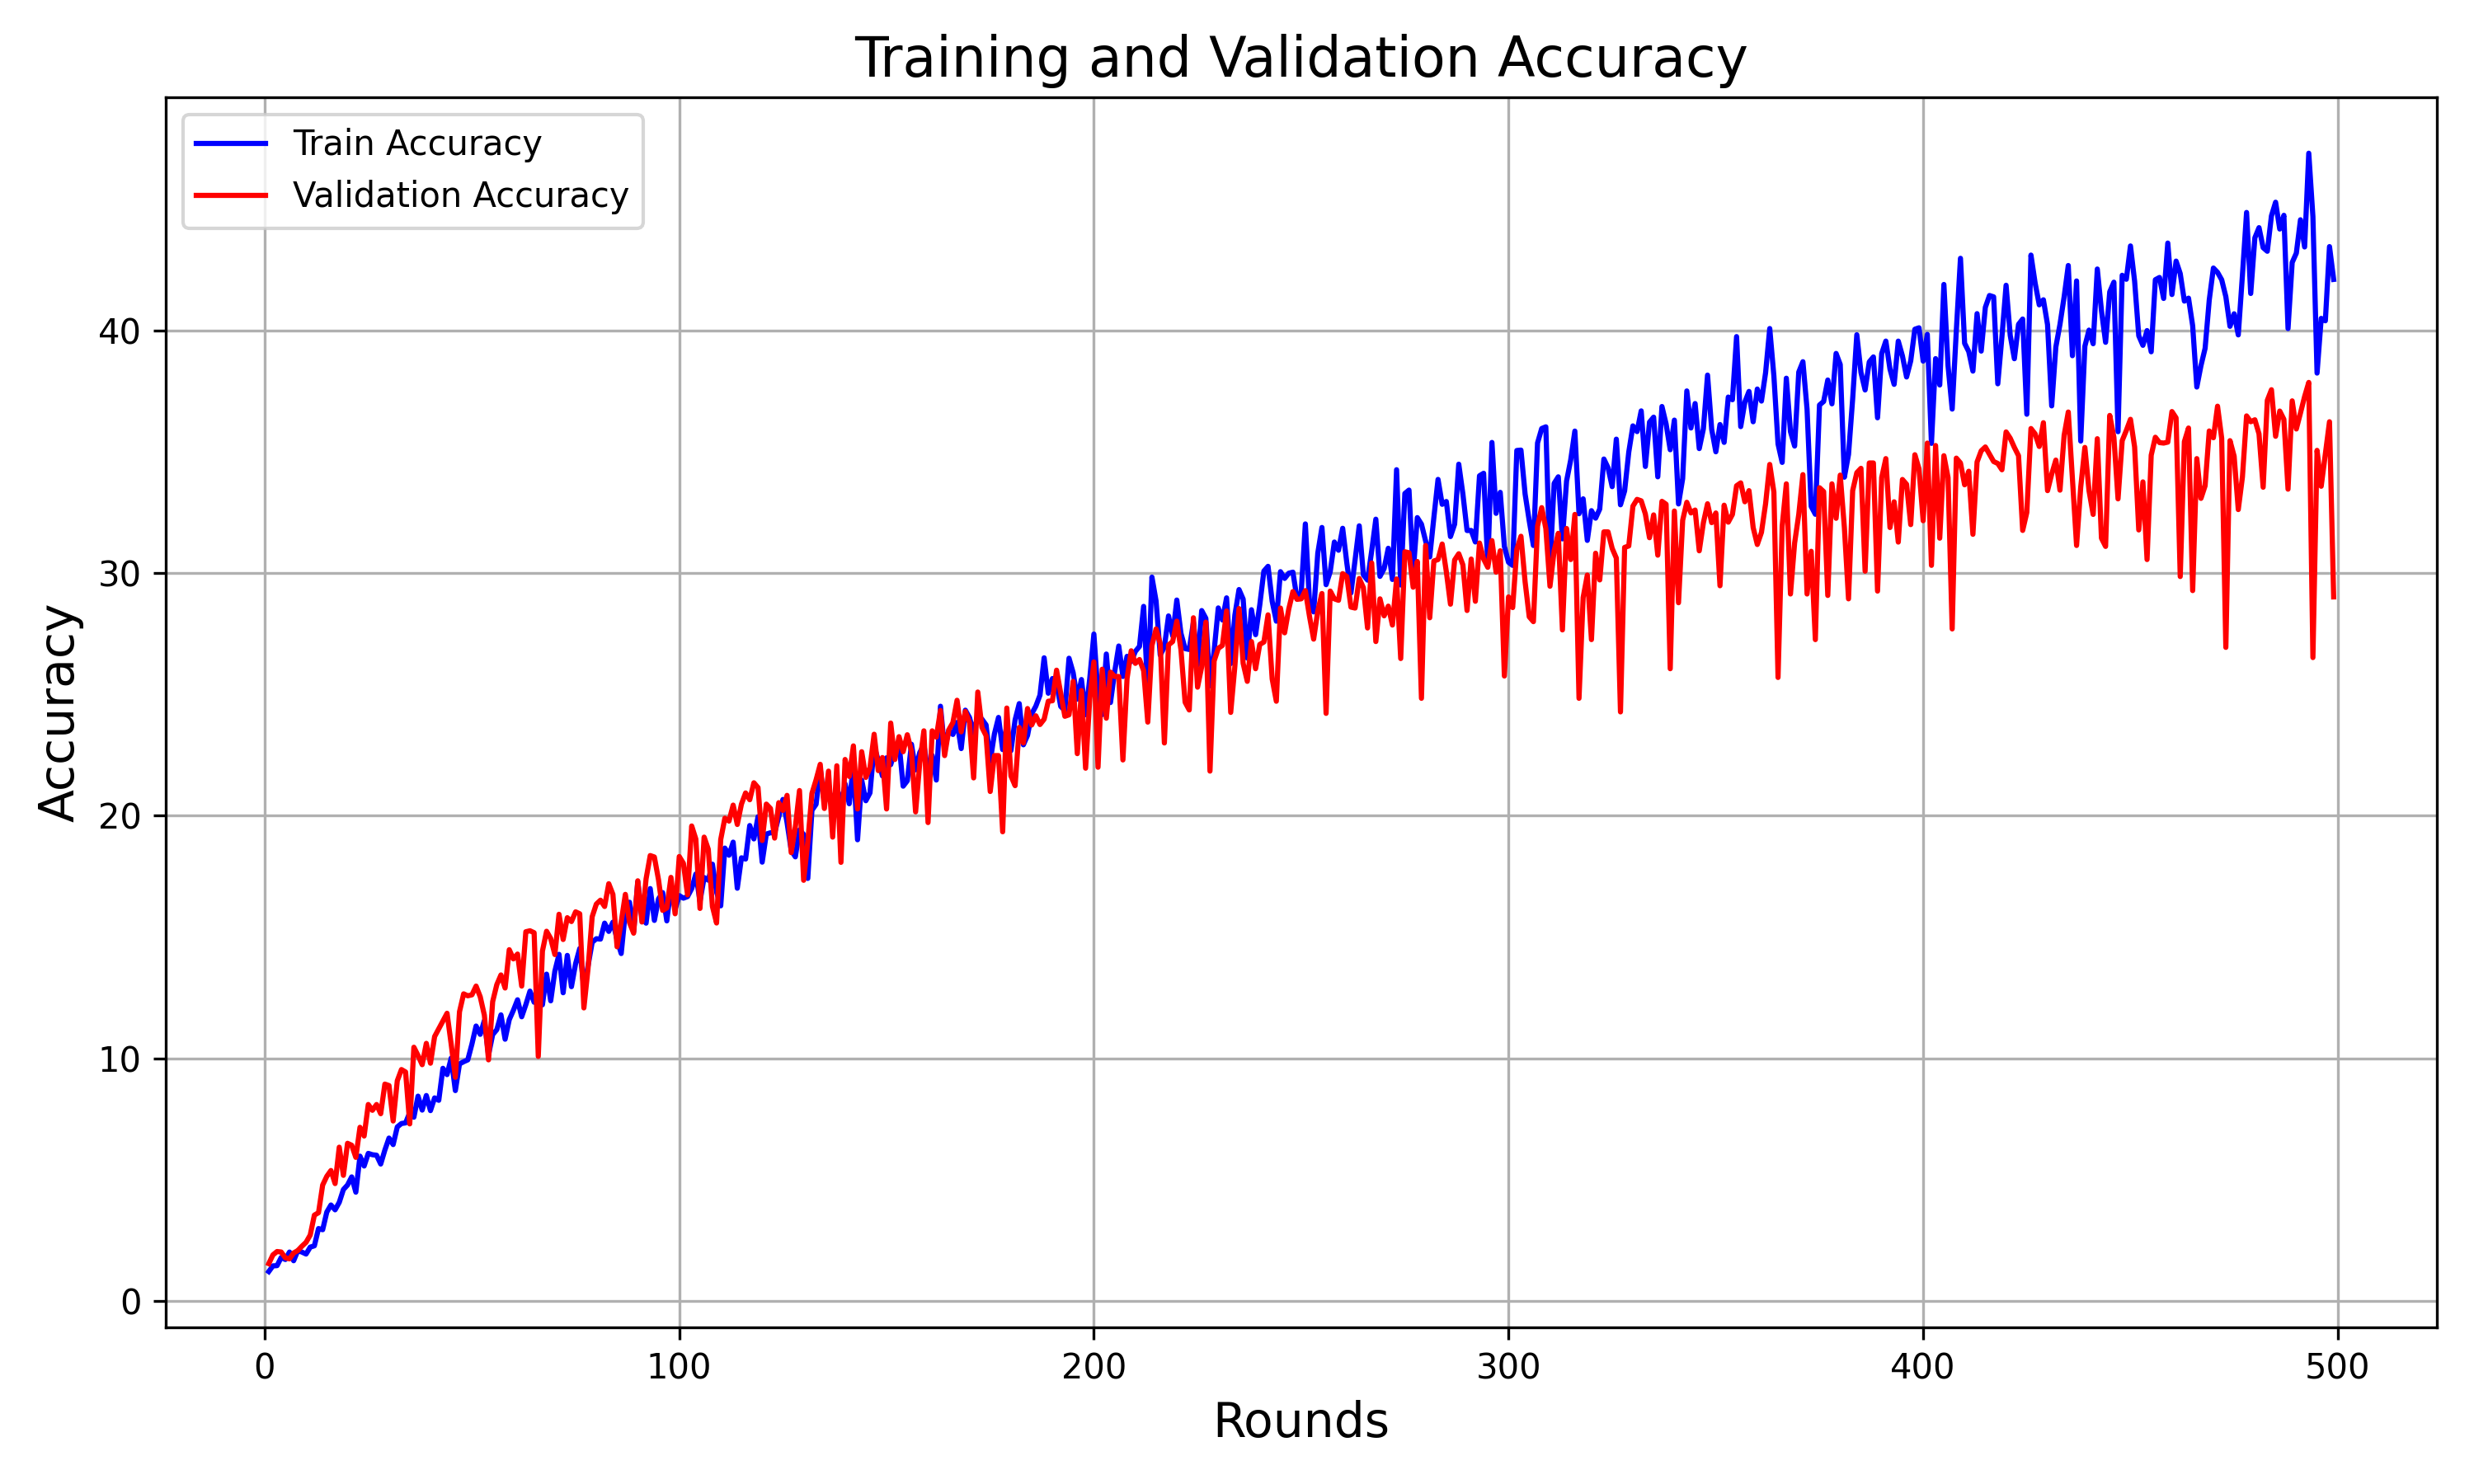 Training and Validation Accuracy
Train Accuracy
Validation Accuracy
Accuracy
40
30
20
10
0
0 100 200 300 400 500
Rounds